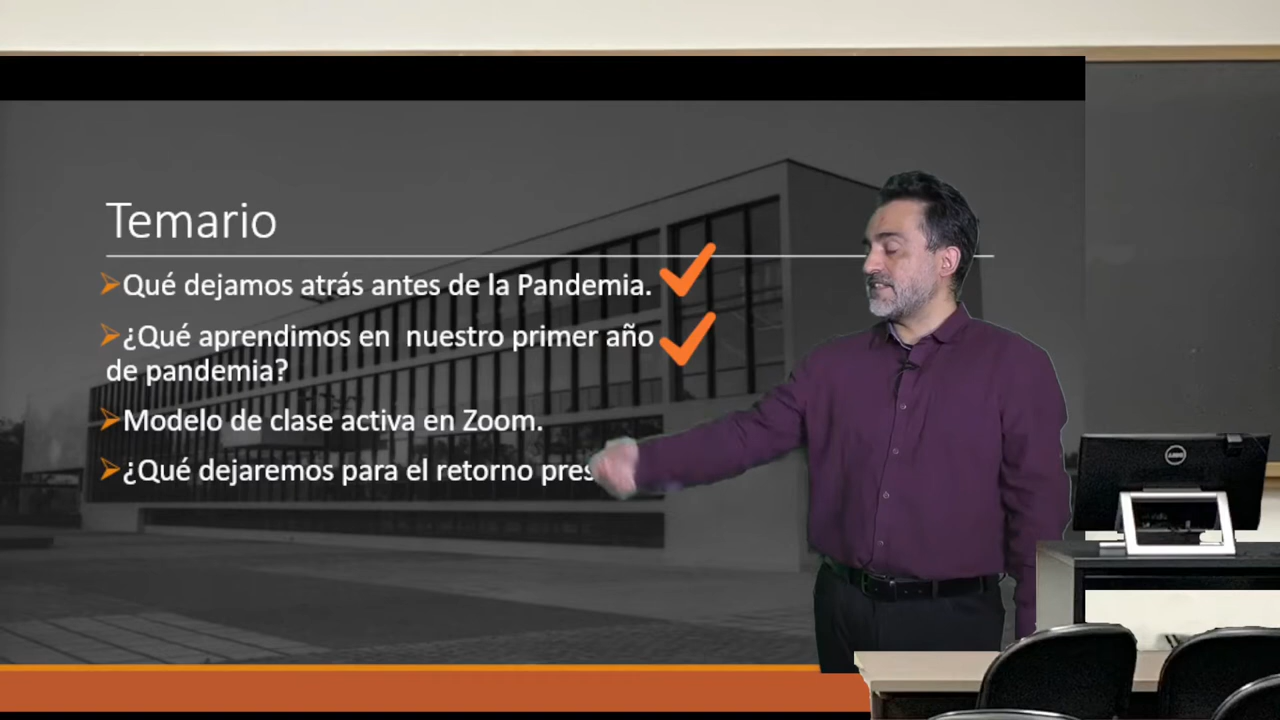 Temario
Qué dejamos atrás antes de la Pandemia.
¿Qué aprendimos en nuestro primer año
de pandemia?
Modelo de clase activa en Zoom.
¿Qué dejaremos para el retorno